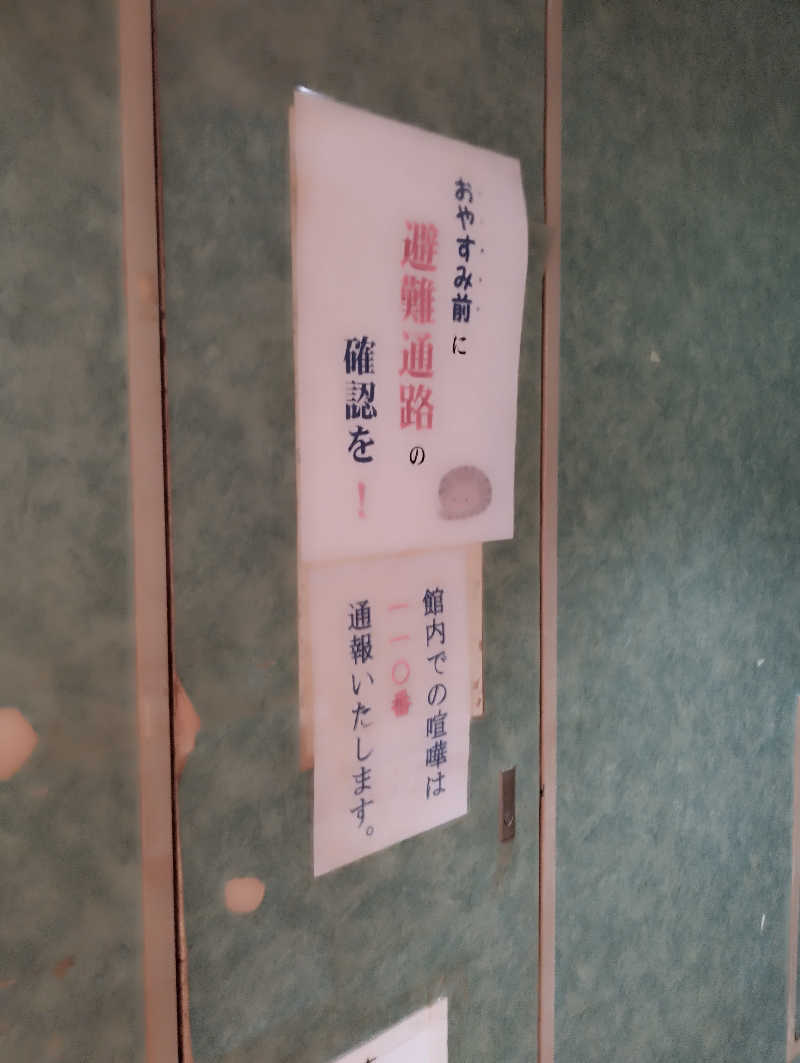 おやすみ前に
避難通路の
確認を！
館内での喧嘩は
一一〇番
通報いたします。